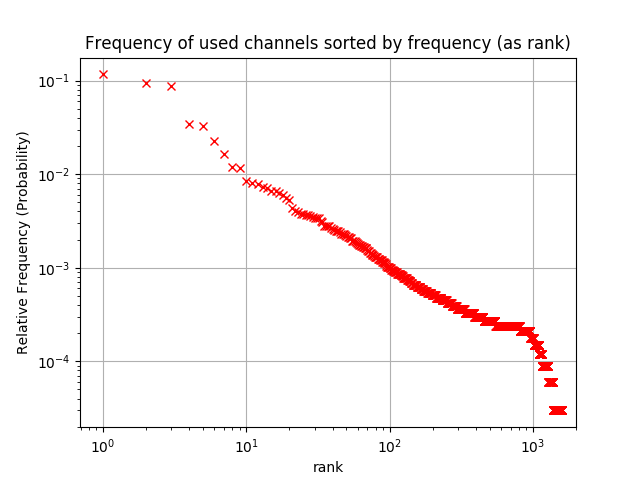 Frequency of used channels sorted by frequency (as rank)
Relative Frequency (Probability)
10⁻¹
10⁻²
10⁻³
10⁻⁴
10⁰ 10¹ 10² 10³
rank